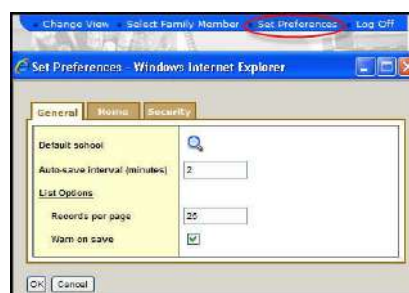 Change View Select Family Member Set Preferences Log Off
Set Preferences - Windows Internet Explorer
General Home Security
Default school
Auto-save interval (minutes) 2
List Options
Records per page 25
Warn on save
OK Cancel